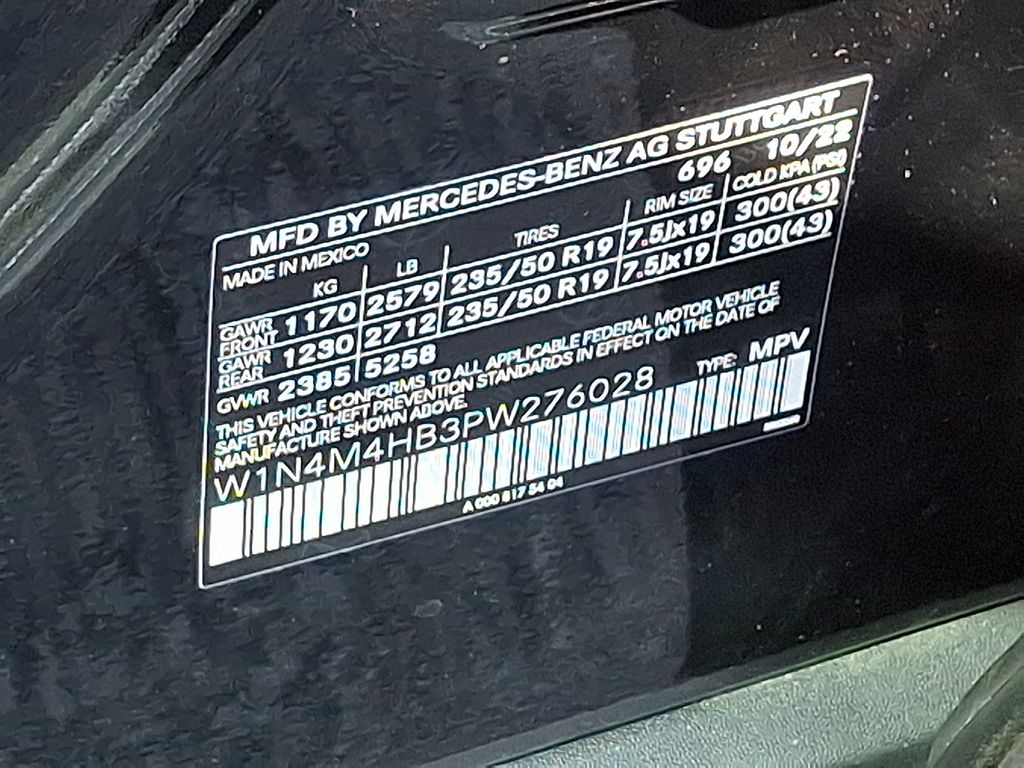 MFD BY MERCEDES-BENZ AG STUTTGART
MADE IN MEXICO 696 10/22
KG LB TIRES RIM SIZE COLD KPA (PSI)
GAWR FRONT 1170 2579 235/50 R19 7.5Jx19 300(43)
GAWR REAR 1230 2712 235/50 R19 7.5Jx19 300(43)
GVWR 2385 5258
THIS VEHICLE CONFORMS TO ALL APPLICABLE FEDERAL MOTOR VEHICLE
SAFETY AND THEFT PREVENTION STANDARDS IN EFFECT ON THE DATE OF
MANUFACTURE SHOWN ABOVE.
W1N4M4HB3PW276028 TYPE: MPV
A 000 817 54 04